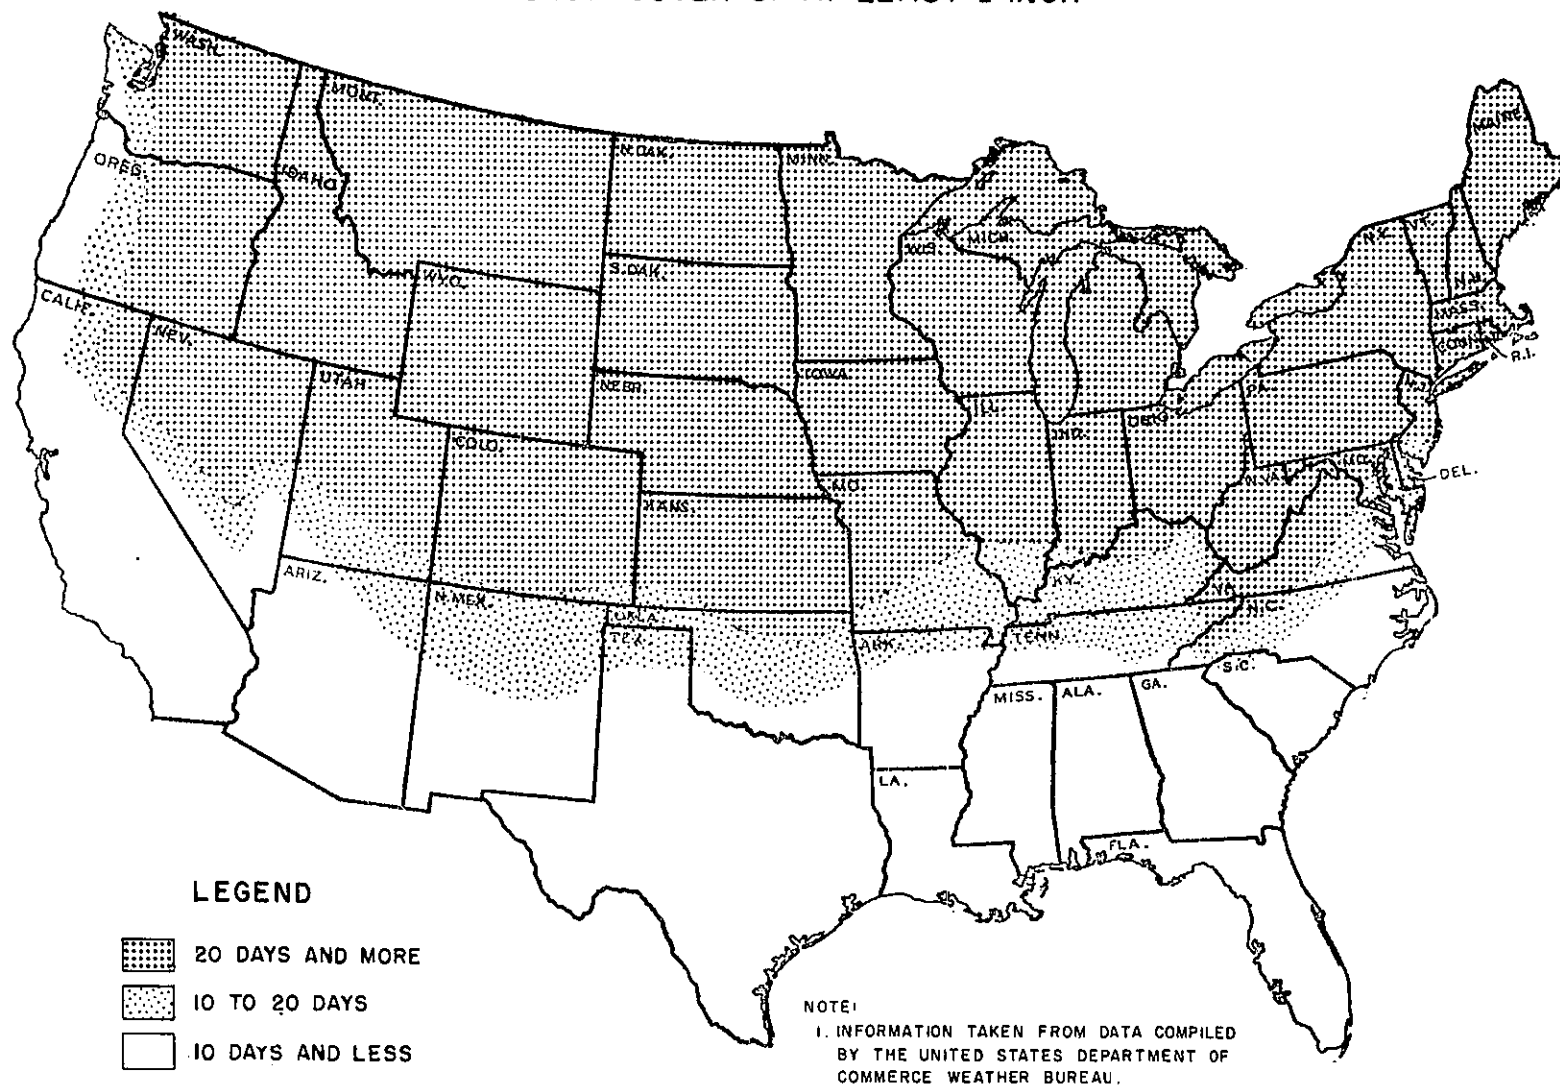 WASH.
MONT.
N.DAK.
MINN.
MAINE
OREG.
IDAHO
S.DAK.
WIS.
MICH.
N.Y.
VT.
N.H.
MASS.
CONN.
R.I.
CALIF.
NEV.
WYO.
UTAH
NEBR.
IOWA
ILL.
IND.
OHIO
PA.
N.J.
COLO.
KANS.
MO.
W.VA.
MD.
DEL.
ARIZ.
N.MEX.
OKLA.
TEX.
ARK.
KY.
TENN.
VA.
N.C.
S.C.
MISS.
ALA.
GA.
LA.
FLA.
LEGEND
20 DAYS AND MORE
10 TO 20 DAYS
10 DAYS AND LESS
NOTE:
1. INFORMATION TAKEN FROM DATA COMPILED
BY THE UNITED STATES DEPARTMENT OF
COMMERCE WEATHER BUREAU.